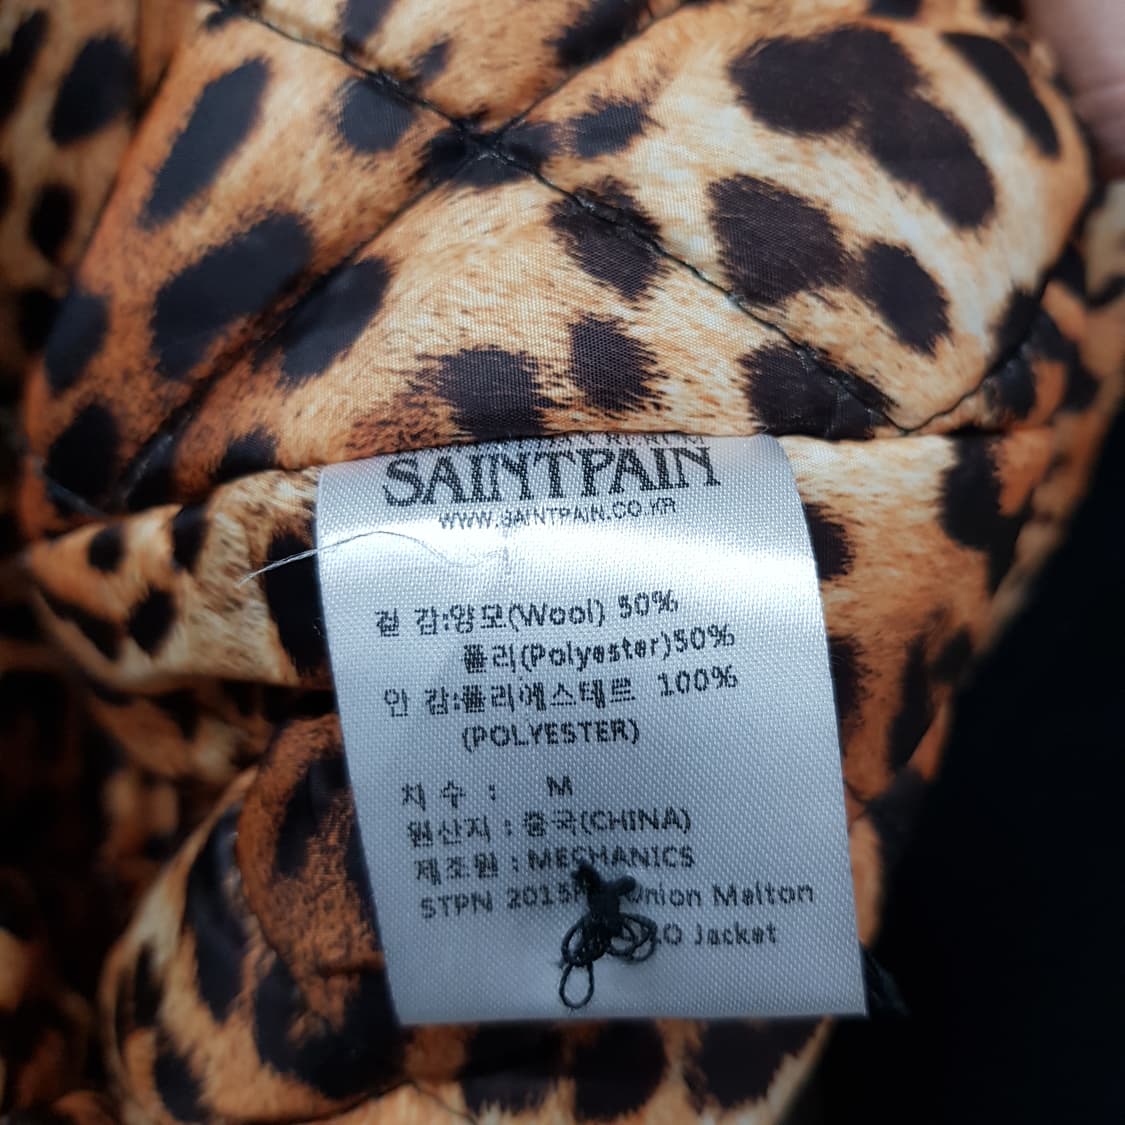 SAINTPAIN
WWW.SAINTPAIN.CO.KR
겉 감:양모(Wool) 50%
폴리(Polyester)50%
안 감:폴리에스테르 100%
(POLYESTER)
치 수 : M
원산지 : 중국(CHINA)
제조원 : MECHANICS
STPN Union Melton
Jacket